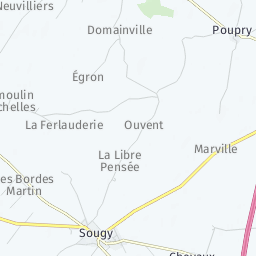 Neuvilliers
Domainville
Poupry
Égron
moulin
chelles
La Ferlauderie
Ouvent
Marville
La Libre
Pensée
es Bordes
Martin
Sougy